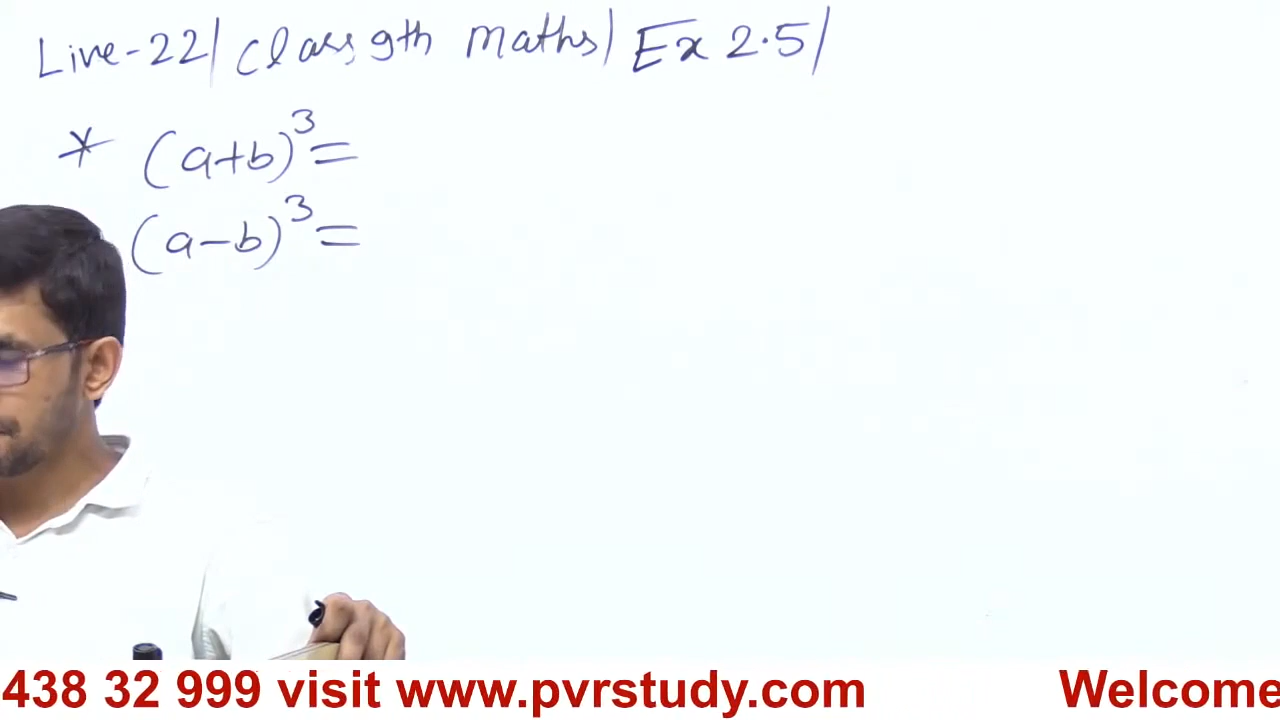 Live-22| Class 9th maths| Ex 2.5|
* (a+b)³=
(a-b)³=
438 32 999 visit www.pvrstudy.com Welcome